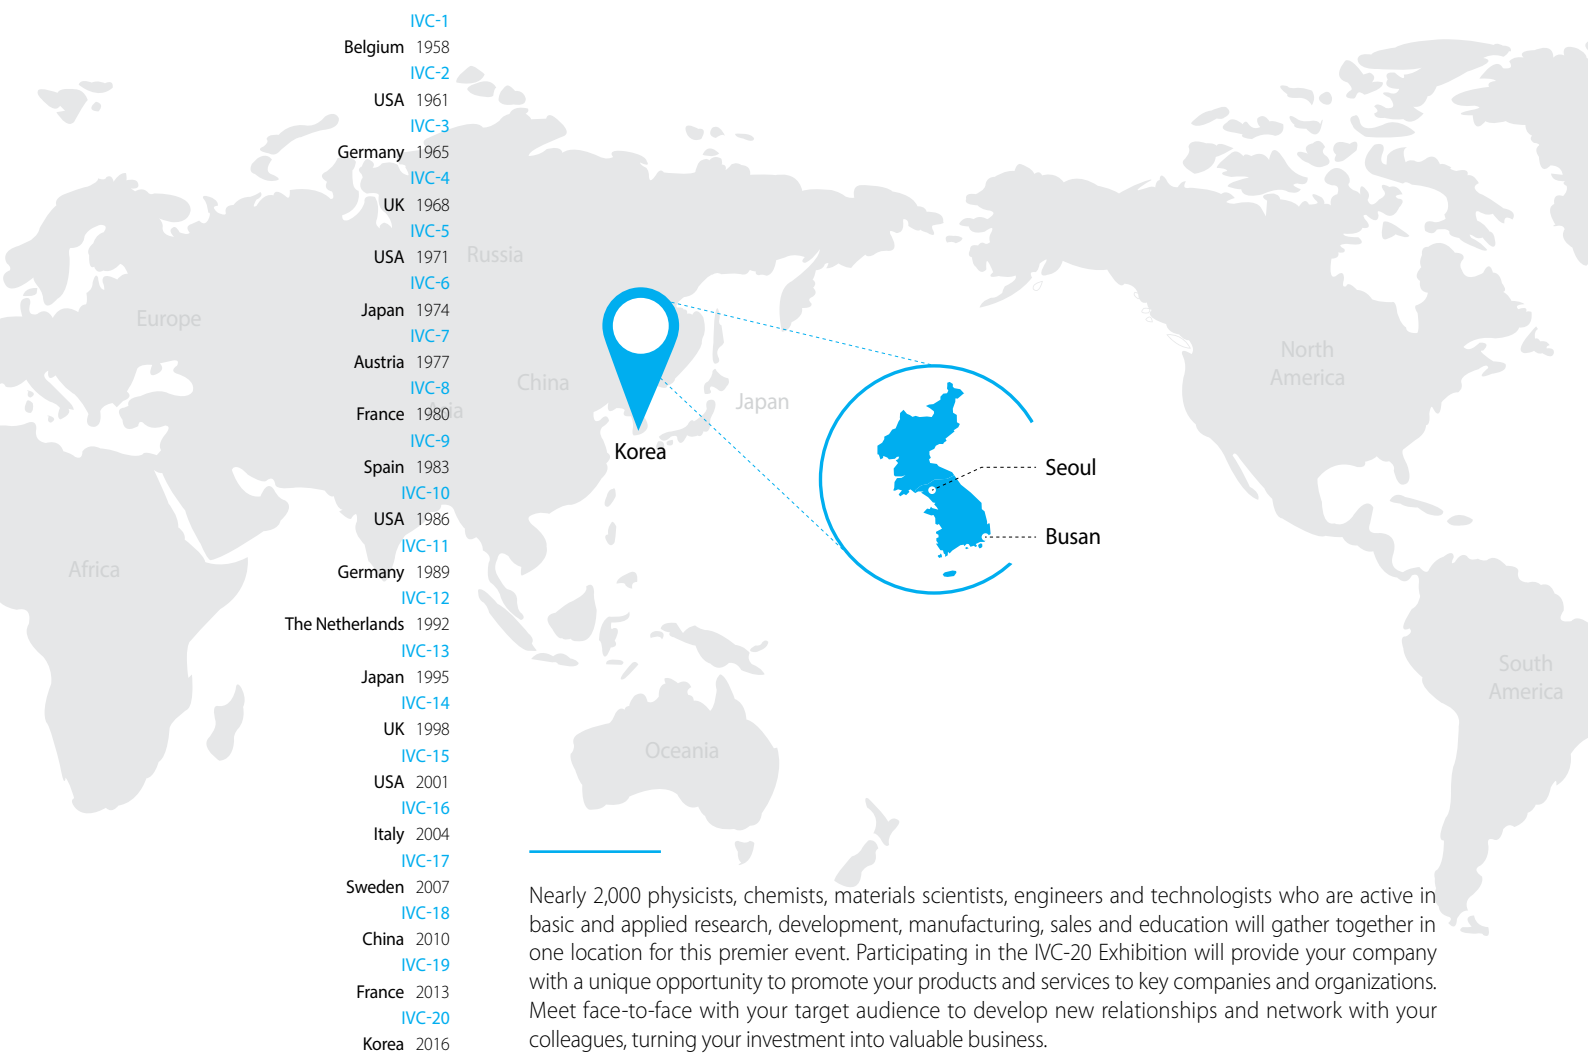 IVC-1
Belgium 1958
IVC-2
USA 1961
IVC-3
Germany 1965
IVC-4
UK 1968
IVC-5
USA 1971
IVC-6
Japan 1974
IVC-7
Austria 1977
IVC-8
France 1980
IVC-9
Spain 1983
IVC-10
USA 1986
IVC-11
Germany 1989
IVC-12
The Netherlands 1992
IVC-13
Japan 1995
IVC-14
UK 1998
IVC-15
USA 2001
IVC-16
Italy 2004
IVC-17
Sweden 2007
IVC-18
China 2010
IVC-19
France 2013
IVC-20
Korea 2016
Russia
Europe
China
Asia
Japan
Korea
Seoul
Busan
North
America
Africa
South
America
Oceania
Nearly 2,000 physicists, chemists, materials scientists, engineers and technologists who are active in
basic and applied research, development, manufacturing, sales and education will gather together in
one location for this premier event. Participating in the IVC-20 Exhibition will provide your company
with a unique opportunity to promote your products and services to key companies and organizations.
Meet face-to-face with your target audience to develop new relationships and network with your
colleagues, turning your investment into valuable business.